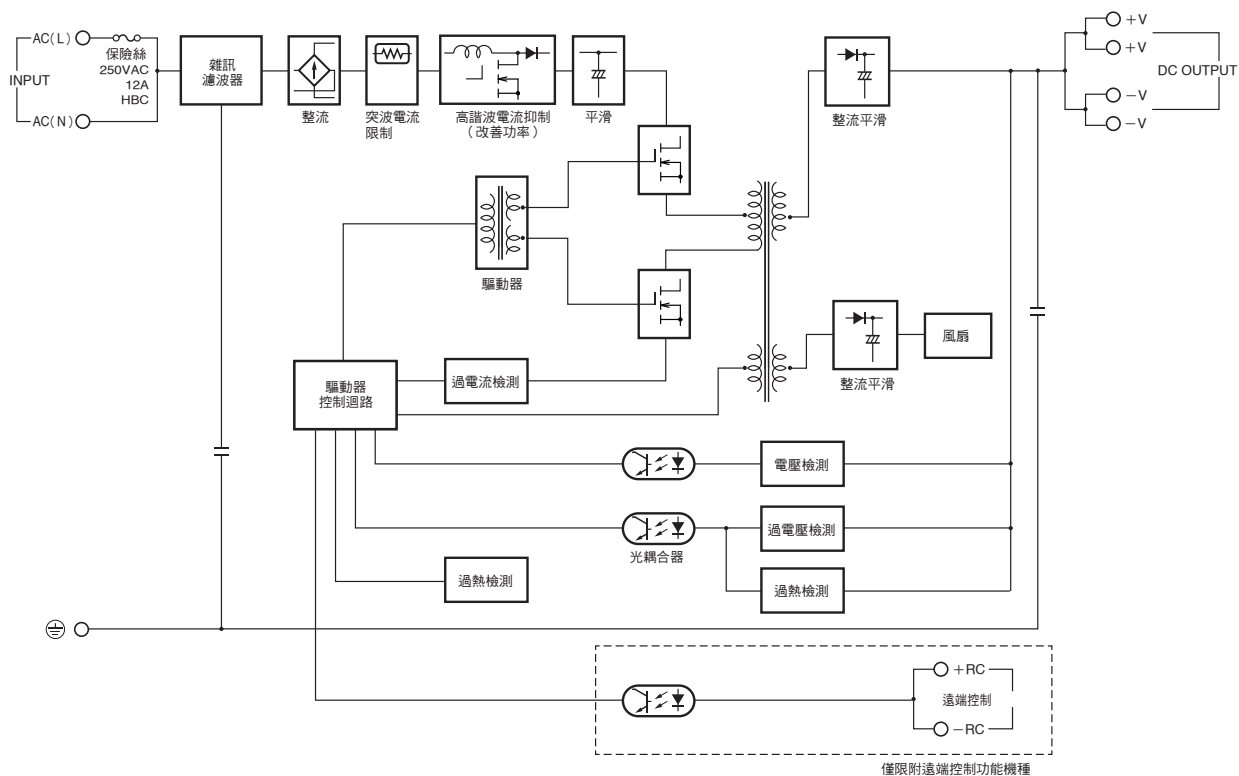 AC(L)
保險絲
250VAC
12A
HBC
INPUT
AC(N)
雜訊
濾波器
整流
突波電流
限制
高諧波電流抑制
(改善功率)
平滑
整流平滑
+V
+V
DC OUTPUT
−V
−V
驅動器
整流平滑
風扇
驅動器
控制迴路
過電流檢測
電壓檢測
過電壓檢測
光耦合器
過熱檢測
過熱檢測
+RC
遠端控制
−RC
僅限附遠端控制功能機種